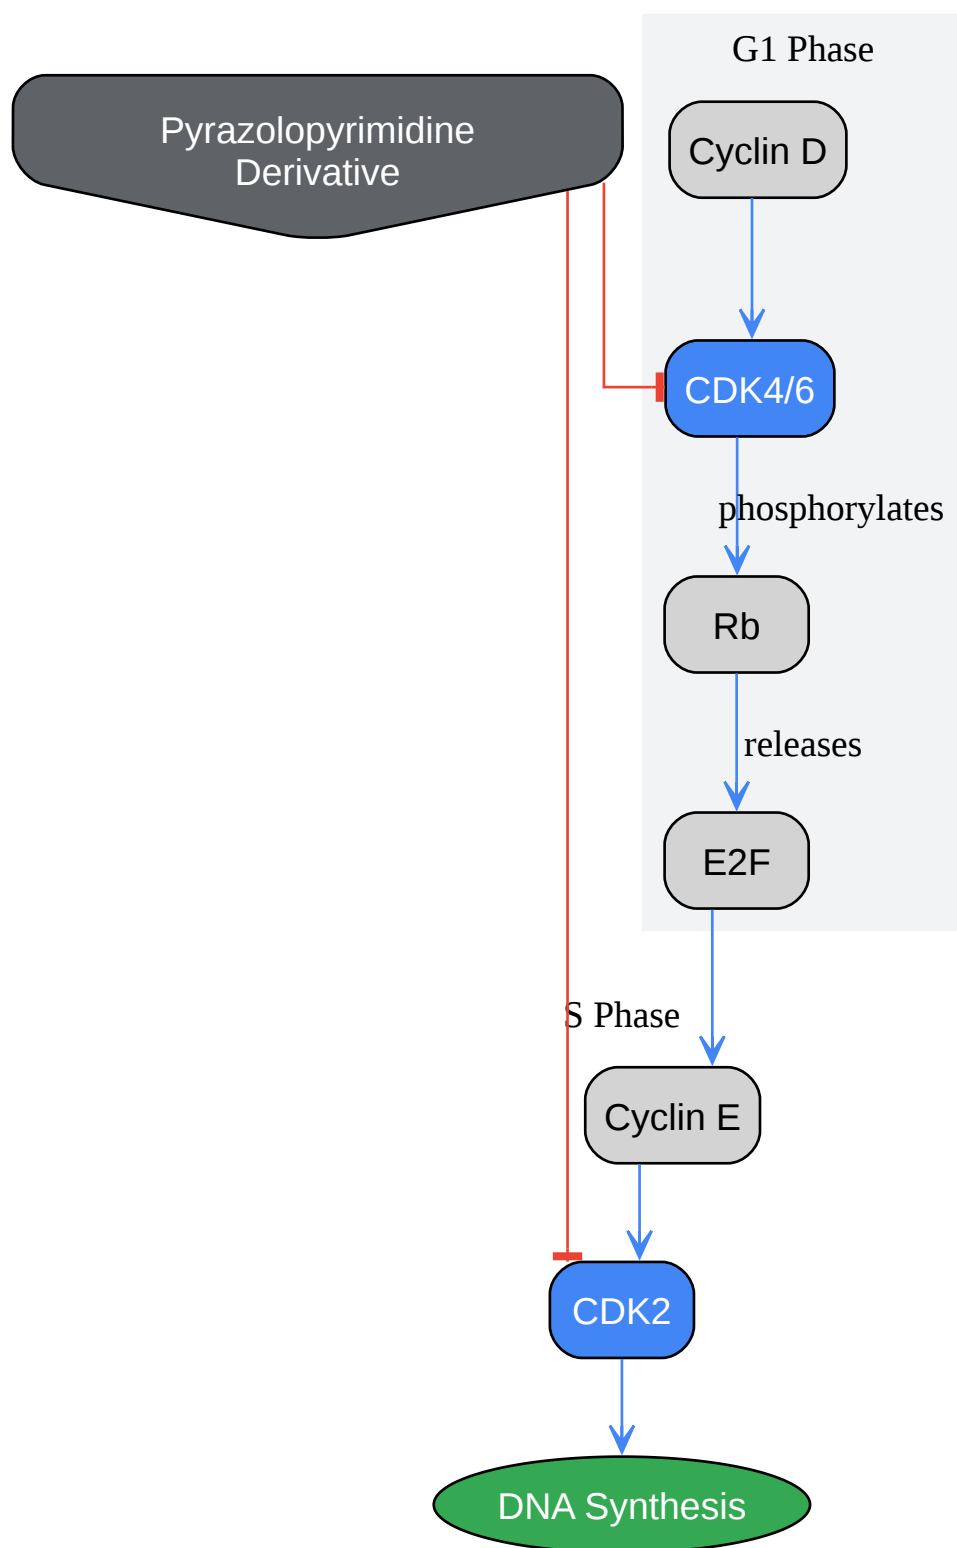 G1 Phase
Pyrazolopyrimidine
Derivative
Cyclin D
CDK4/6
phosphorylates
Rb
releases
E2F
S Phase
Cyclin E
CDK2
DNA Synthesis